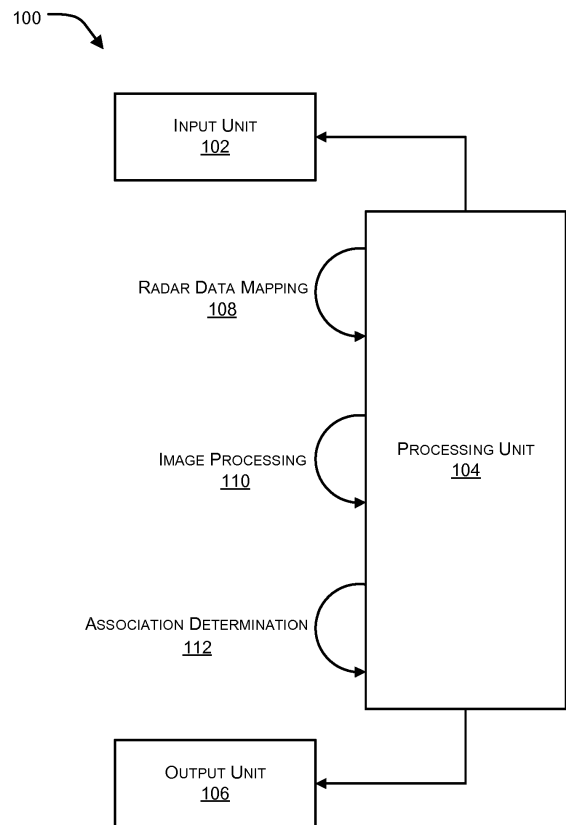 100
INPUT UNIT
102
RADAR DATA MAPPING
108
IMAGE PROCESSING
110
PROCESSING UNIT
104
ASSOCIATION DETERMINATION
112
OUTPUT UNIT
106